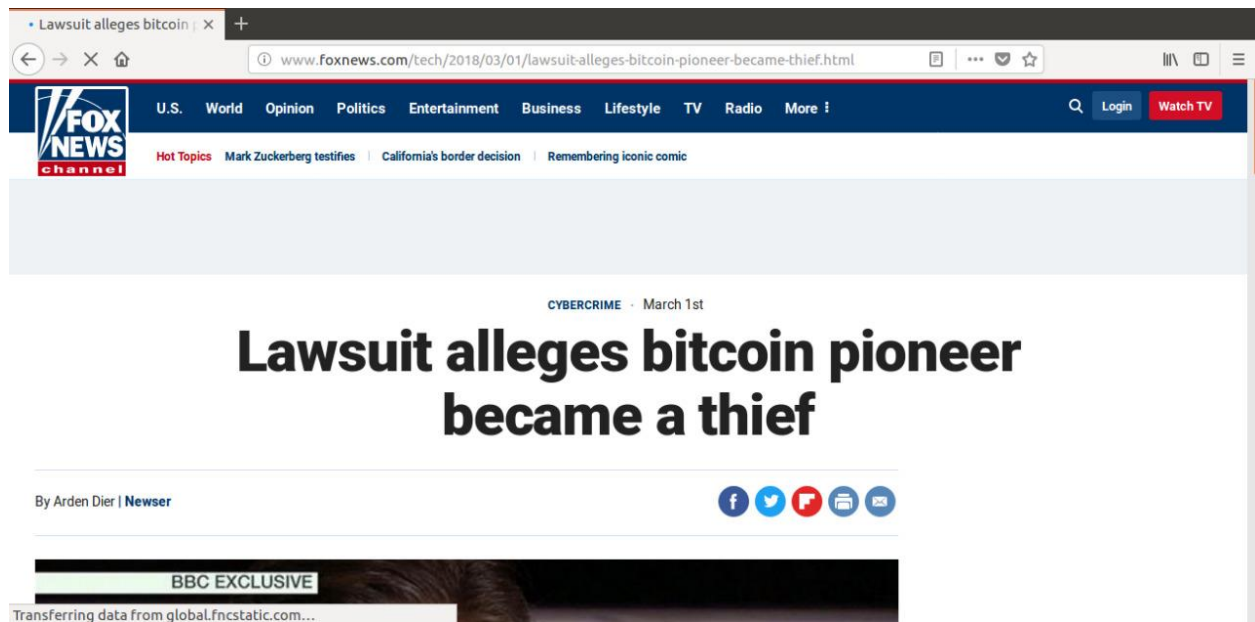 • Lawsuit alleges bitcoin p
www.foxnews.com/tech/2018/03/01/lawsuit-alleges-bitcoin-pioneer-became-thief.html
FOX
NEWS
channel
U.S. World Opinion Politics Entertainment Business Lifestyle TV Radio More
Login Watch TV
Hot Topics Mark Zuckerberg testifies | California's border decision | Remembering iconic comic
CYBERCRIME · March 1st
Lawsuit alleges bitcoin pioneer
became a thief
By Arden Dier | Newser
BBC EXCLUSIVE
Transferring data from global.fncstatic.com...